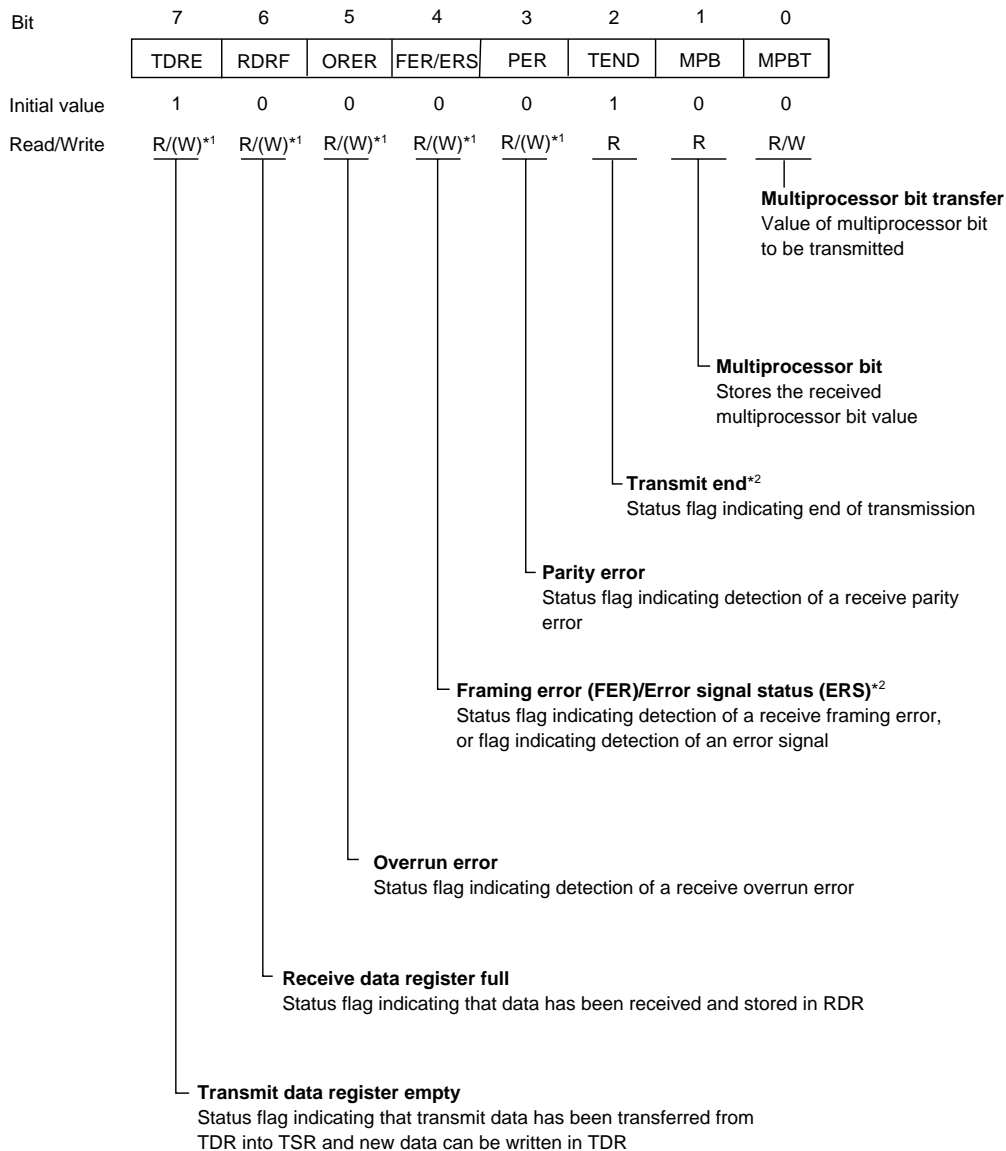 Bit 7 6 5 4 3 2 1 0
TDRE RDRF ORER FER/ERS PER TEND MPB MPBT
Initial value 1 0 0 0 0 1 0 0
Read/Write R/(W)*1 R/(W)*1 R/(W)*1 R/(W)*1 R/(W)*1 R R R/W
Multiprocessor bit transfer
Value of multiprocessor bit
to be transmitted
Multiprocessor bit
Stores the received
multiprocessor bit value
Transmit end*2
Status flag indicating end of transmission
Parity error
Status flag indicating detection of a receive parity
error
Framing error (FER)/Error signal status (ERS)*2
Status flag indicating detection of a receive framing error,
or flag indicating detection of an error signal
Overrun error
Status flag indicating detection of a receive overrun error
Receive data register full
Status flag indicating that data has been received and stored in RDR
Transmit data register empty
Status flag indicating that transmit data has been transferred from
TDR into TSR and new data can be written in TDR